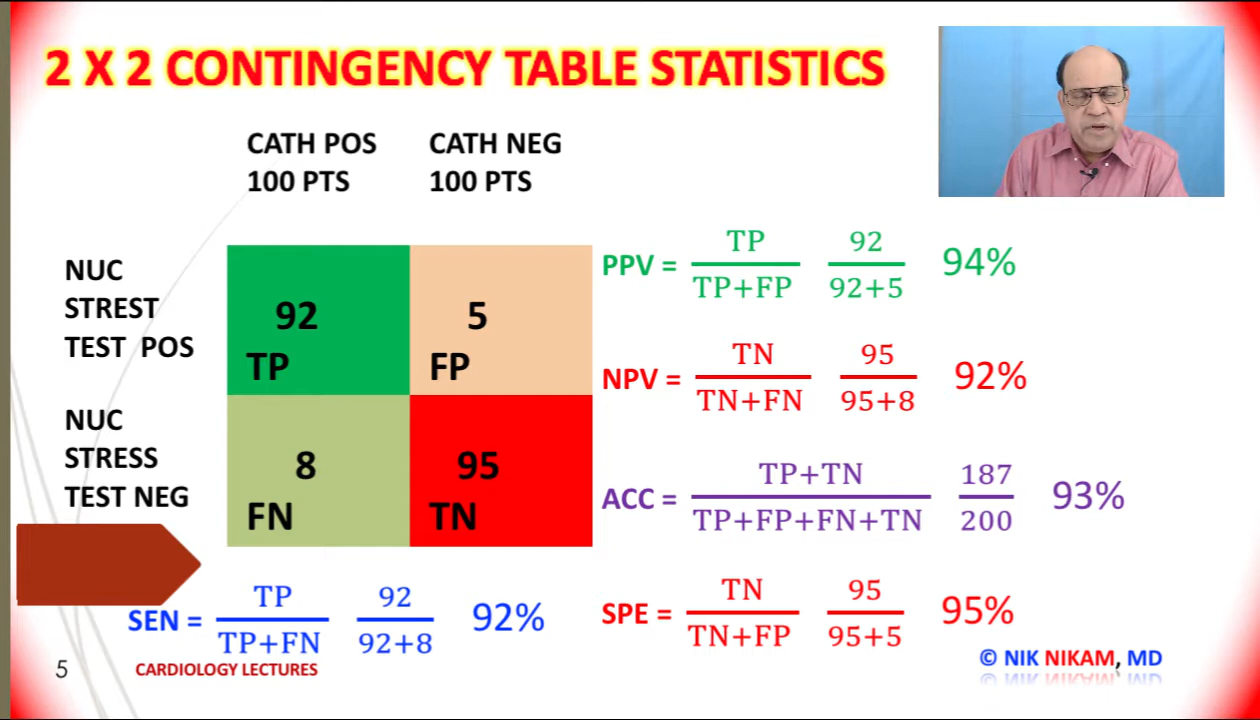 2 X 2 CONTINGENCY TABLE STATISTICS
CATH POS
100 PTS
CATH NEG
100 PTS
NUC
STREST
TEST POS
92
TP
5
FP
NUC
STRESS
TEST NEG
8
FN
95
TN
PPV = TP / TP+FP 92 / 92+5 94%
NPV = TN / TN+FN 95 / 95+8 92%
ACC = TP+TN / TP+FP+FN+TN 187 / 200 93%
SEN = TP / TP+FN 92 / 92+8 92%
SPE = TN / TN+FP 95 / 95+5 95%
5
CARDIOLOGY LECTURES
© NIK NIKAM, MD